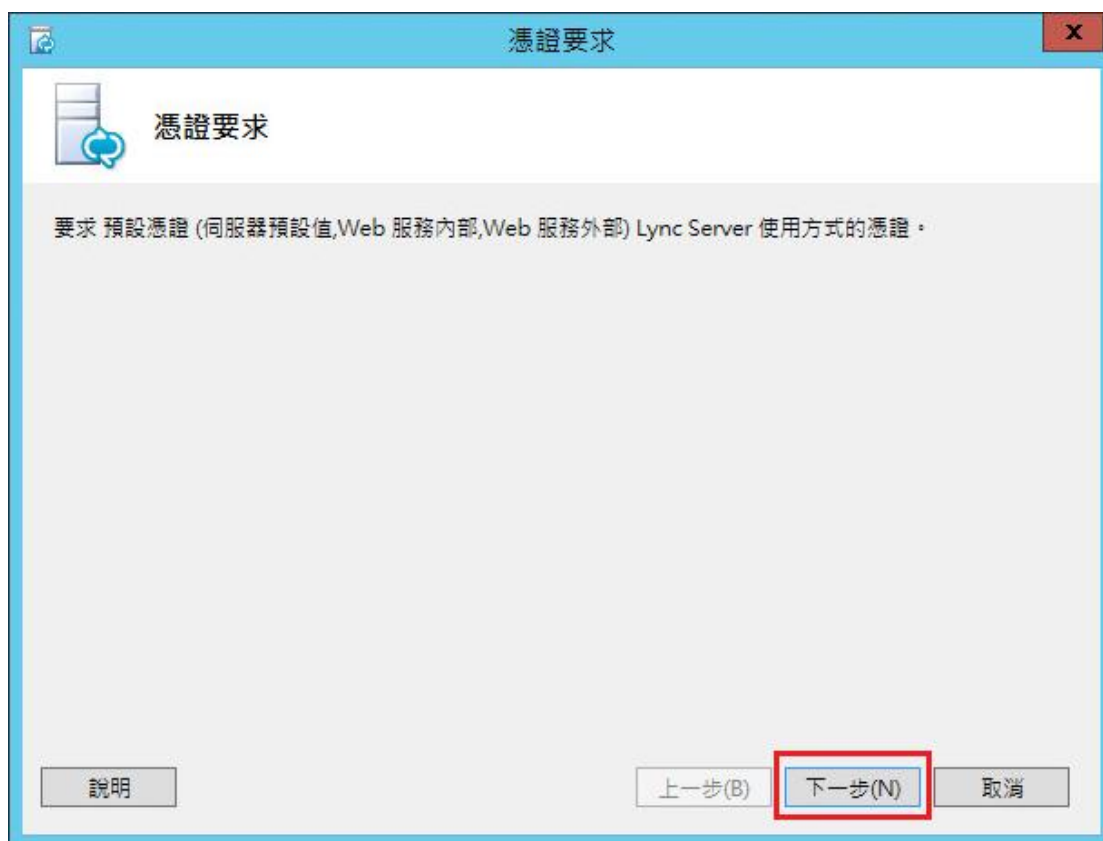 憑證要求
x
憑證要求
要求 預設憑證 (伺服器預設值,Web 服務內部,Web 服務外部) Lync Server 使用方式的憑證。
說明
上一步(B)
下一步(N)
取消